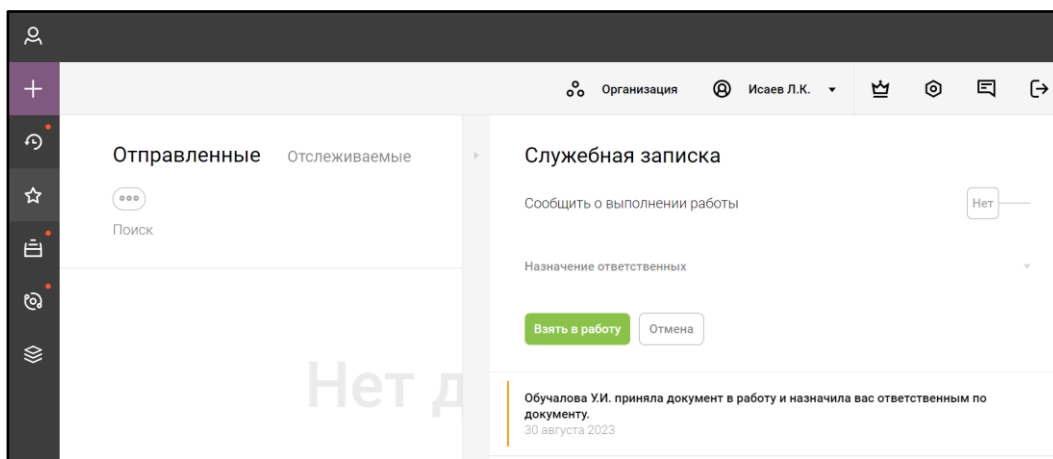 Организация Исаев Л.К.
Отправленные Отслеживаемые
Поиск
Нет д
Служебная записка
Сообщить о выполнении работы Нет
Назначение ответственных
Взять в работу Отмена
Обучалова У.И. приняла документ в работу и назначила вас ответственным по
документу.
30 августа 2023